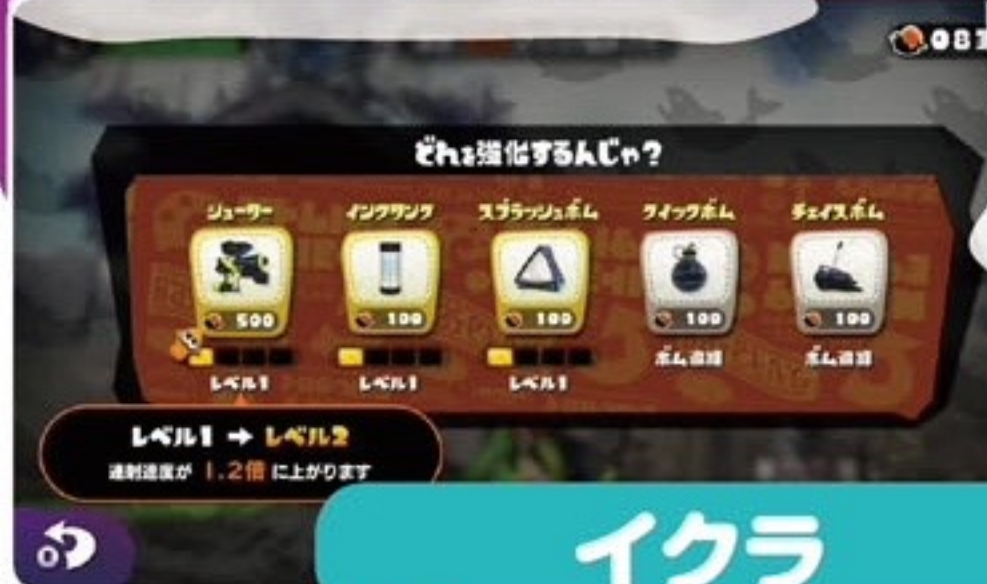 081
どれを強化するんじゃ?
シューター インクタンク スプラッシュボム クイックボム チェイスボム
500 100 100 100 100
レベル1 レベル1 レベル1 ボム追加 ボム追加
レベル1 → レベル2
連射速度が 1.2倍 に上がります
イクラ